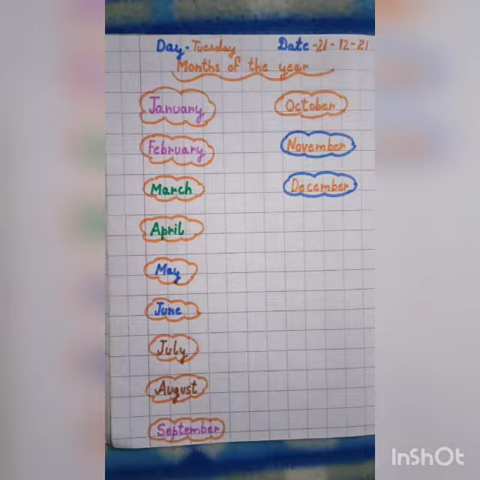 Day - Tuesday Date - 21 - 12 - 21
Months of the year
January
February
March
April
May
June
July
August
September
October
November
December
InShOt